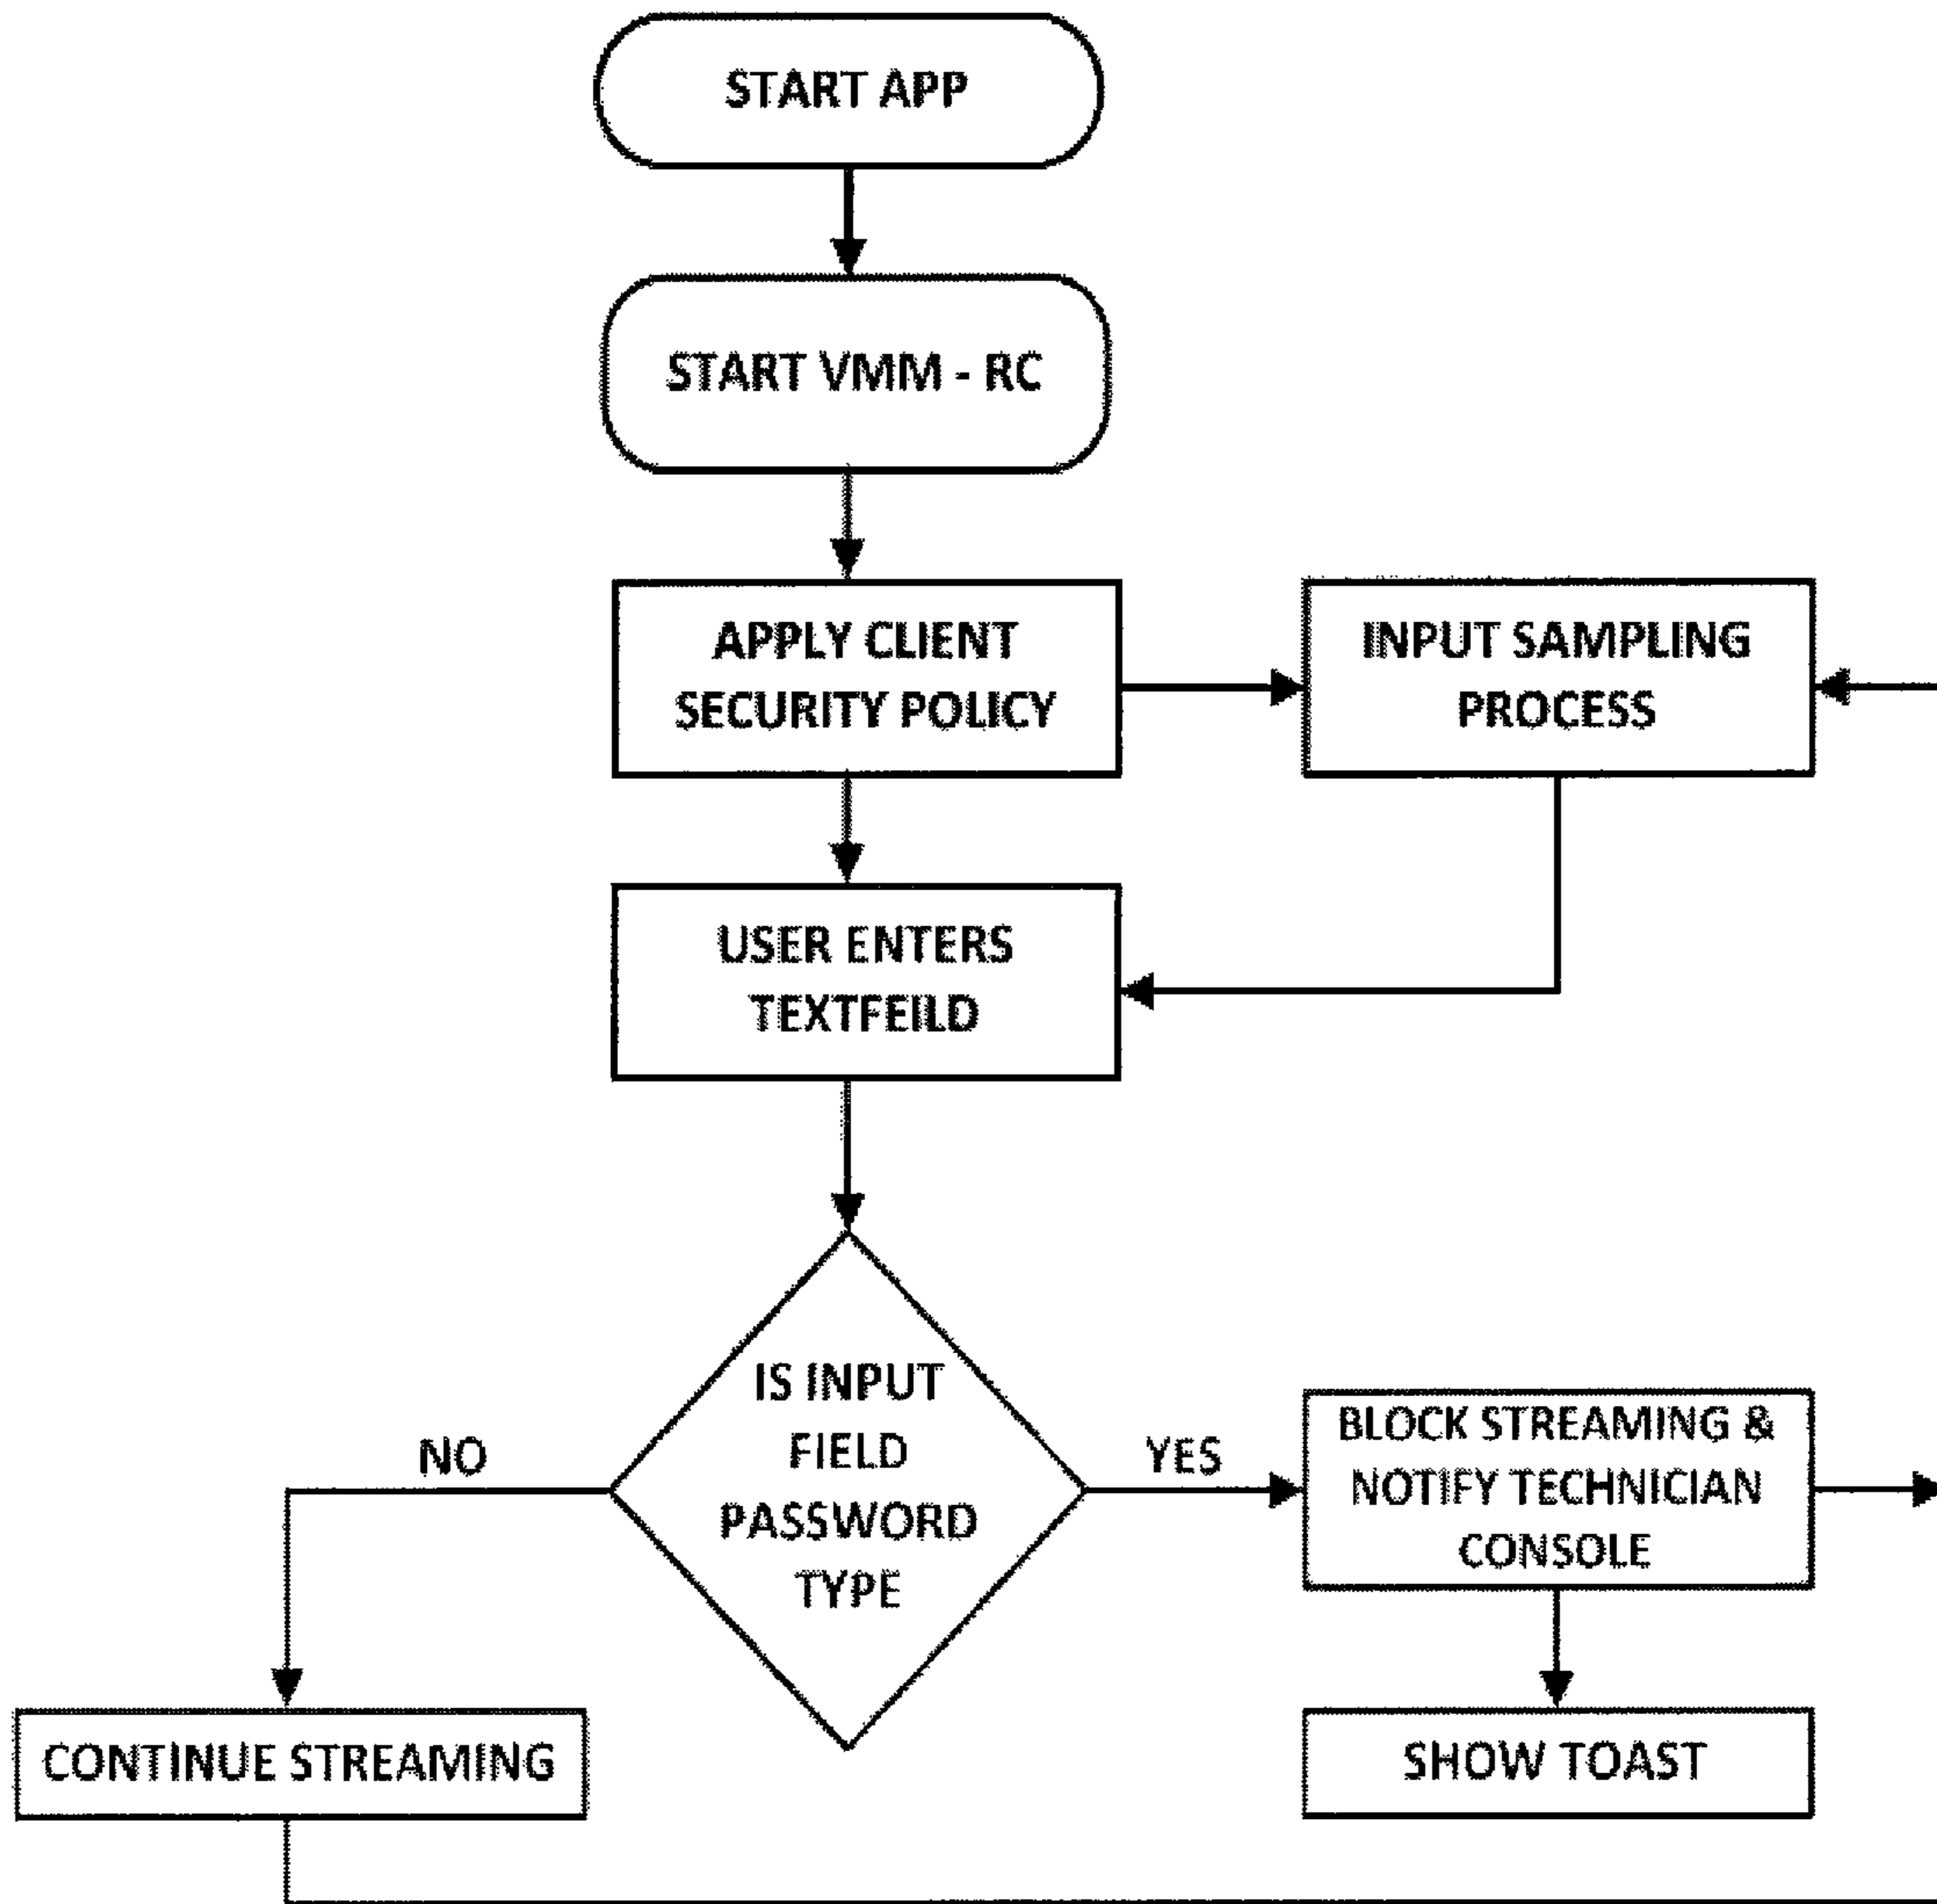 START APP
START VMM - RC
APPLY CLIENT
SECURITY POLICY
INPUT SAMPLING
PROCESS
USER ENTERS
TEXTFEILD
IS INPUT
FIELD
PASSWORD
TYPE
NO
YES
BLOCK STREAMING &
NOTIFY TECHNICIAN
CONSOLE
CONTINUE STREAMING
SHOW TOAST